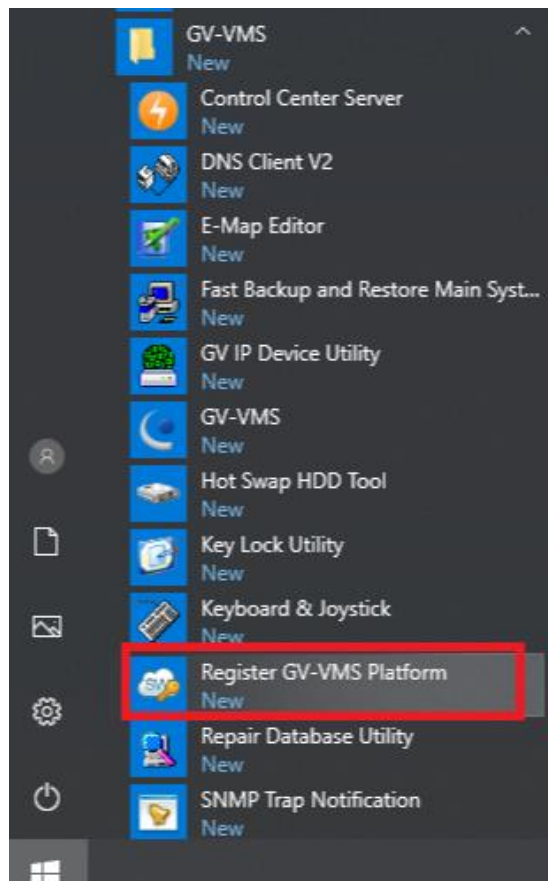 GV-VMS
New
Control Center Server
New
DNS Client V2
New
E-Map Editor
New
Fast Backup and Restore Main Syst...
New
GV IP Device Utility
New
GV-VMS
New
Hot Swap HDD Tool
New
Key Lock Utility
New
Keyboard & Joystick
New
Register GV-VMS Platform
New
Repair Database Utility
New
SNMP Trap Notification
New